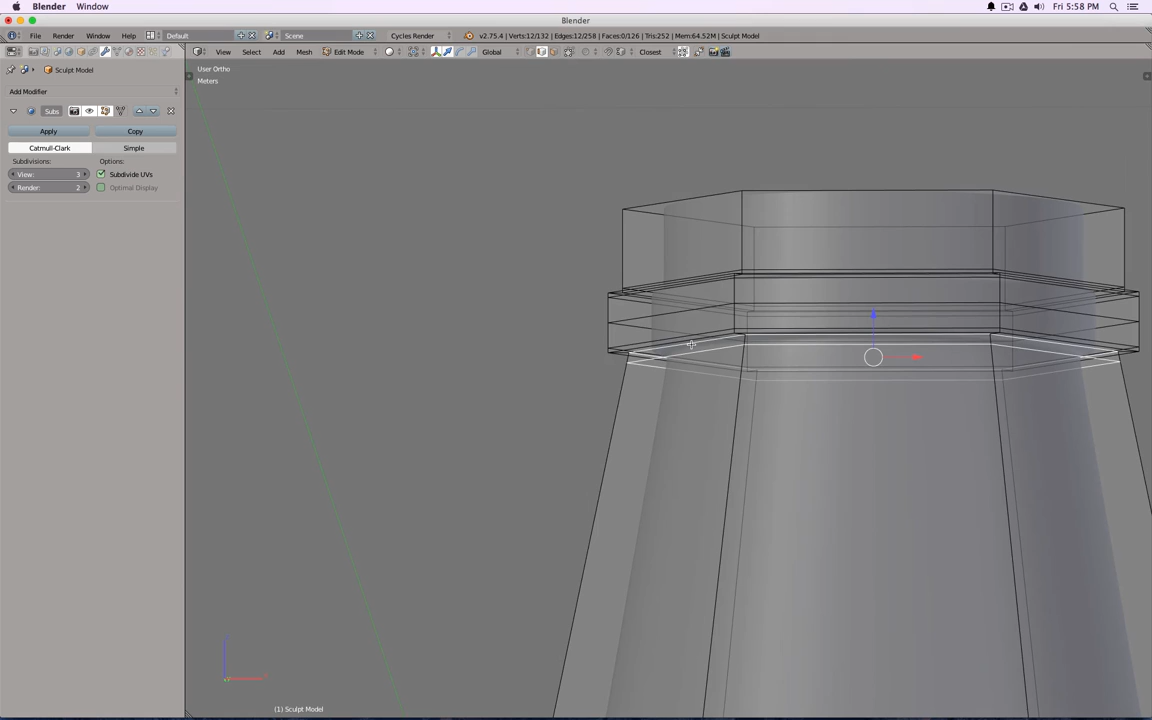 Blender Window Fri 5:58 PM
Blender
File Render Window Help Default Scene Cycles Render v2.75.4 | Verts:12/132 | Edges:12/258 | Faces:0/126 | Tris:252 | Mem:64.52M | Sculpt Model
View Select Add Mesh Edit Mode Global Closest
Sculpt Model
User Ortho
Meters
Add Modifier
Subs
Apply Copy
Catmull-Clark Simple
Subdivisions: Options:
View: 3 Subdivide UVs
Render: 2 Optimal Display
(1) Sculpt Model